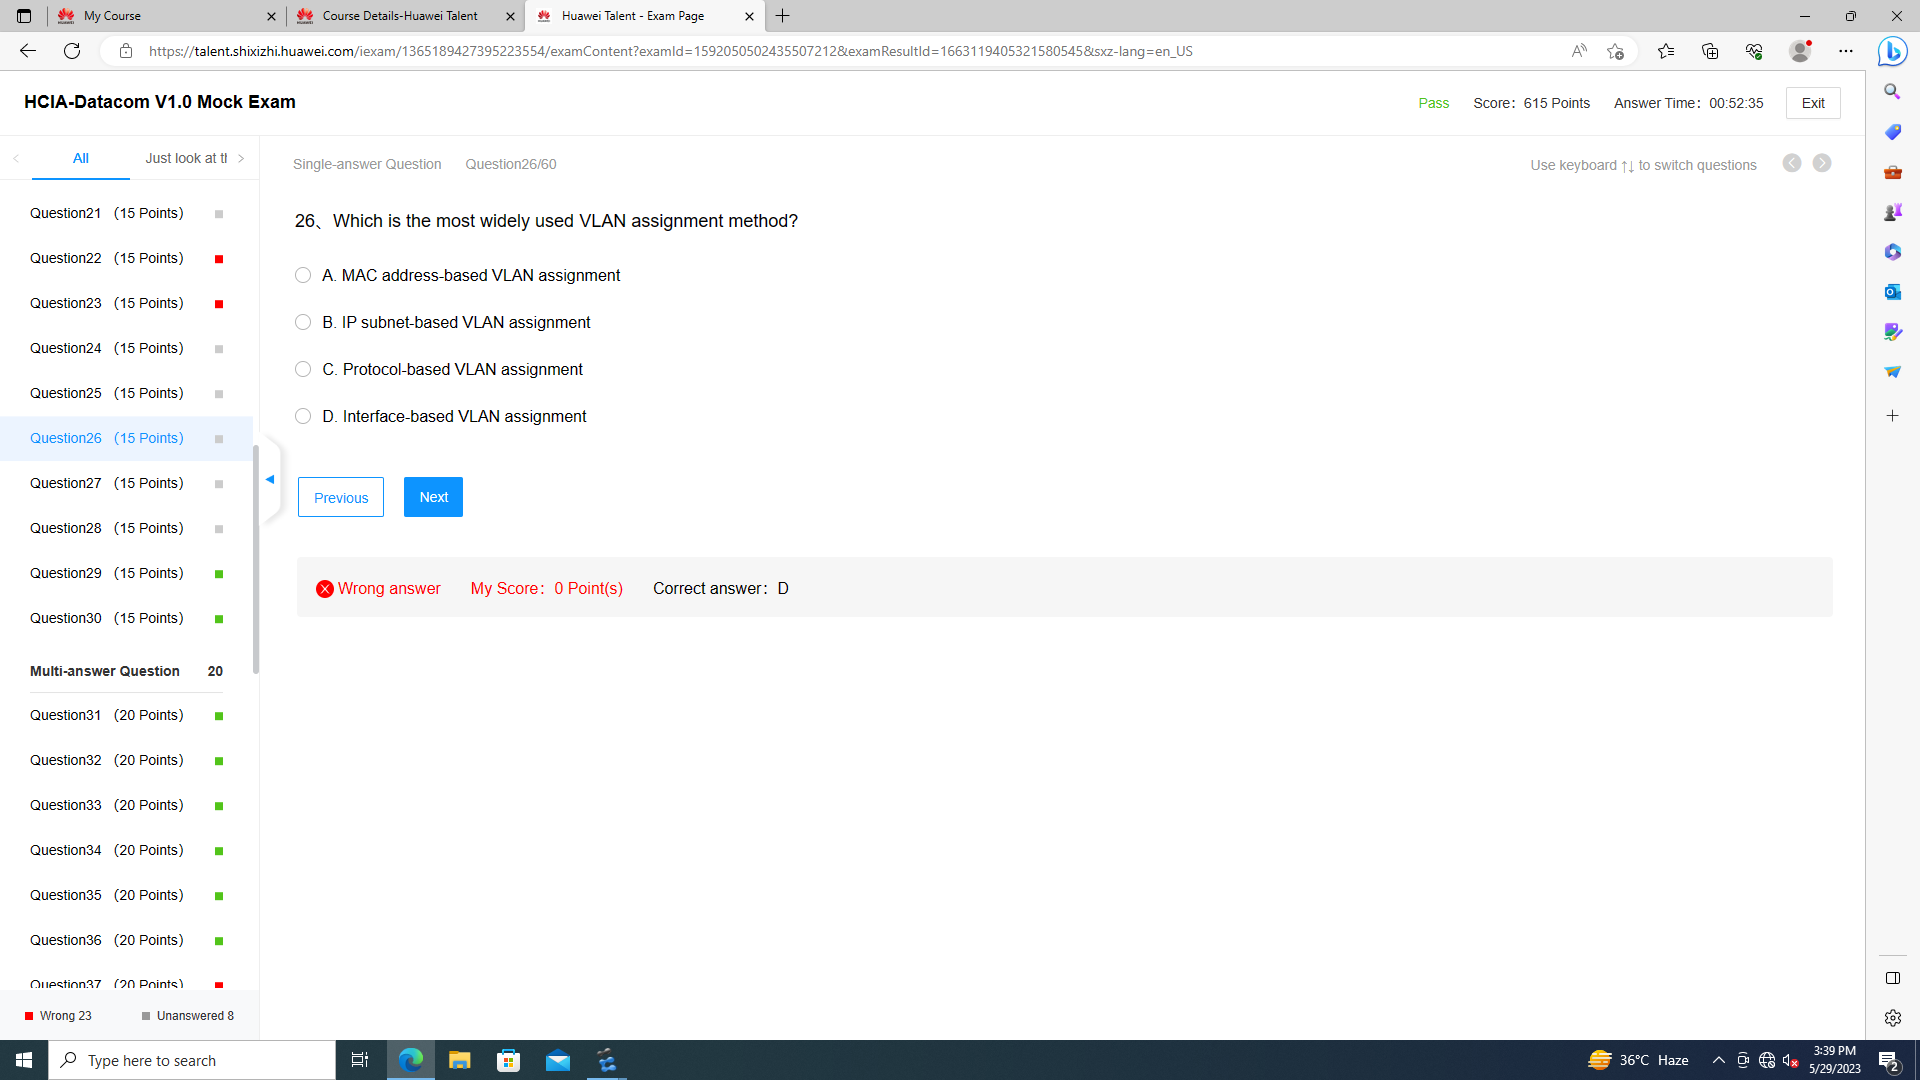 My Course
Course Details-Huawei Talent
Huawei Talent - Exam Page
https://talent.shixizhi.huawei.com/iexam/1365189427395223554/examContent?examId=1592050502435507212&examResultId=1663119405321580545&sxz-lang=en_US
HCIA-Datacom V1.0 Mock Exam
Pass Score：615 Points Answer Time：00:52:35 Exit
All Just look at th
Single-answer Question Question26/60
Use keyboard ↑↓ to switch questions
Question21 （15 Points）
Question22 （15 Points）
Question23 （15 Points）
Question24 （15 Points）
Question25 （15 Points）
Question26 （15 Points）
Question27 （15 Points）
Question28 （15 Points）
Question29 （15 Points）
Question30 （15 Points）
Multi-answer Question 20
Question31 （20 Points）
Question32 （20 Points）
Question33 （20 Points）
Question34 （20 Points）
Question35 （20 Points）
Question36 （20 Points）
Question37 （20 Points）
Wrong 23 Unanswered 8
26、Which is the most widely used VLAN assignment method?
A. MAC address-based VLAN assignment
B. IP subnet-based VLAN assignment
C. Protocol-based VLAN assignment
D. Interface-based VLAN assignment
Previous Next
Wrong answer My Score：0 Point(s) Correct answer：D
Type here to search
36°C Haze
3:39 PM
5/29/2023
2